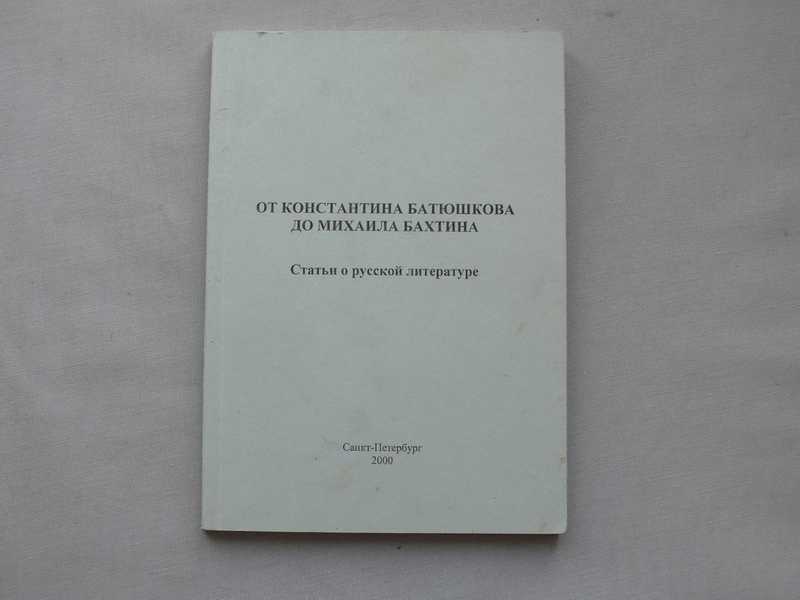 ОТ КОНСТАНТИНА БАТЮШКОВА
ДО МИХАИЛА БАХТИНА
Статьи о русской литературе
Санкт-Петербург
2000